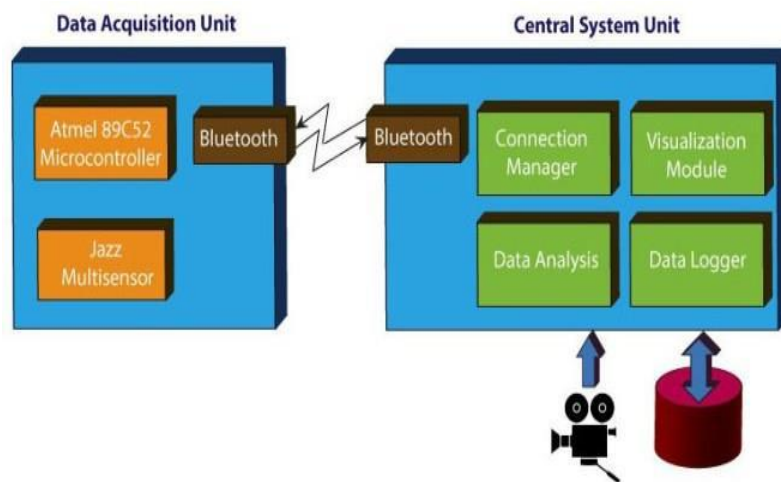 Data Acquisition Unit
Central System Unit
Atmel 89C52
Microcontroller
Bluetooth
Jazz
Multisensor
Bluetooth
Connection
Manager
Visualization
Module
Data Analysis
Data Logger